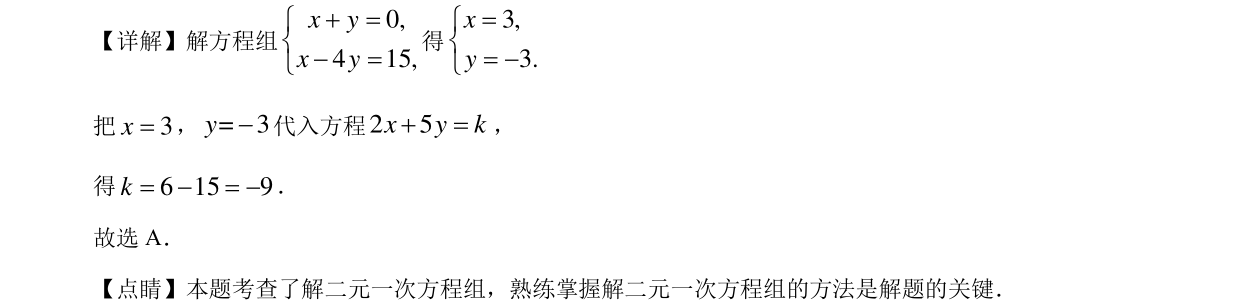 【详解】解方程组{x+y=0, x−4y=15, 得{x=3, y=−3.
把x=3，y=−3代入方程2x+5y=k，
得k=6−15=−9．
故选 A．
【点睛】本题考查了解二元一次方程组，熟练掌握解二元一次方程组的方法是解题的关键．